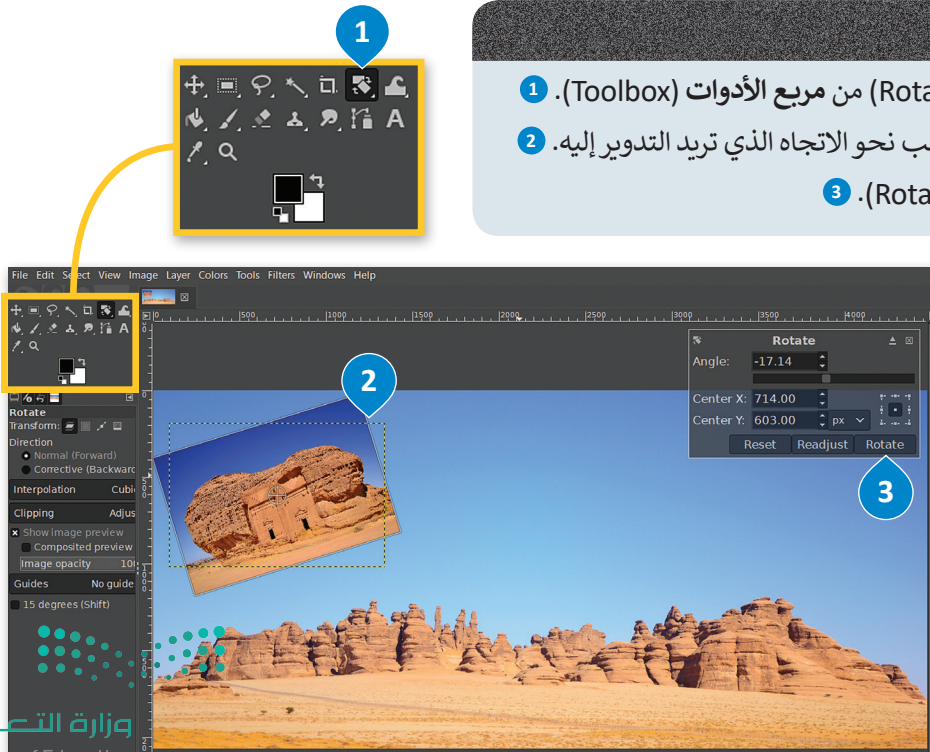 1
Rota) من مربع الأدوات (Toolbox). 1
ب نحو الاتجاه الذي تريد التدوير إليه. 2
Rota). 3
File Edit Select View Image Layer Colors Tools Filters Windows Help
0 500 1000 1500 2000 2500 3000 3500 4000
Rotate
Angle: -17.14
Center X: 714.00
Center Y: 603.00 px
Reset Readjust Rotate
2
3
Rotate
Transform:
Direction
Normal (Forward)
Corrective (Backward
Interpolation Cubi
Clipping Adjus
Show image preview
Composited preview
Image opacity 10
Guides No guide
15 degrees (Shift)
وزارة التعـ